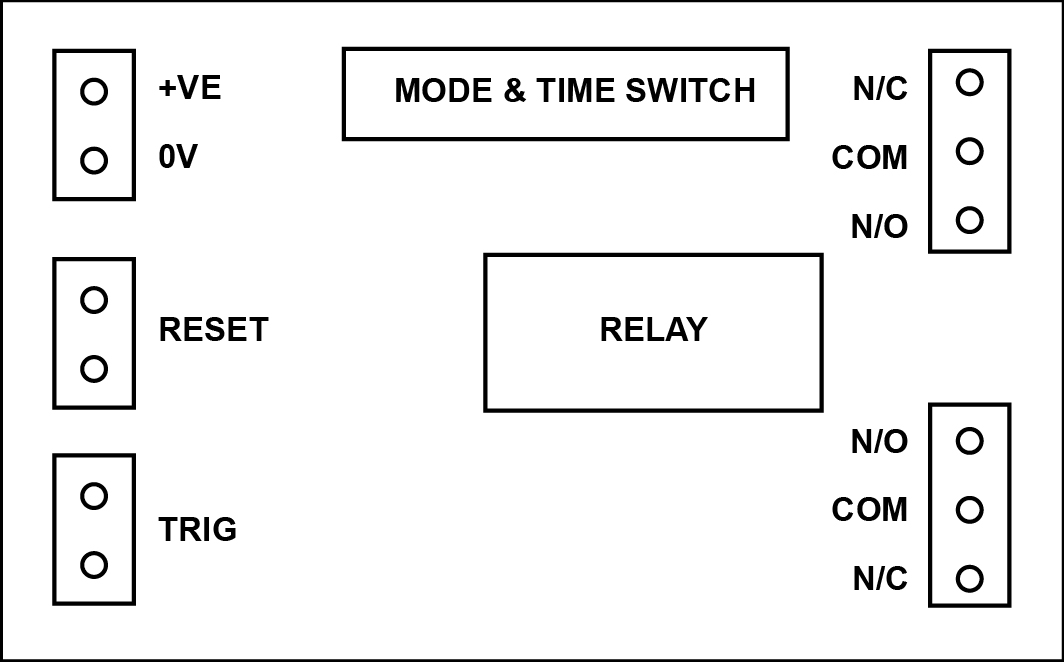 +VE
0V
MODE & TIME SWITCH
N/C
COM
N/O
RESET
RELAY
TRIG
N/O
COM
N/C